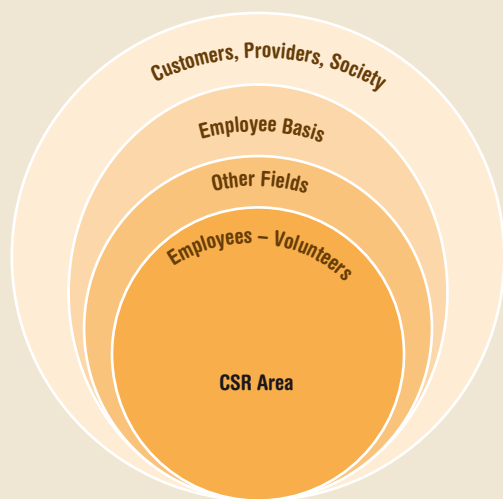 Customers, Providers, Society
Employee Basis
Other Fields
Employees – Volunteers
CSR Area